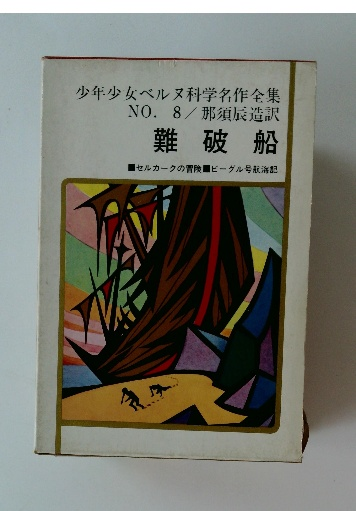 少年少女ベルヌ科学名作全集
NO. 8／那須辰造訳
難破船
■セルカークの冒険■ビーグル号航海記